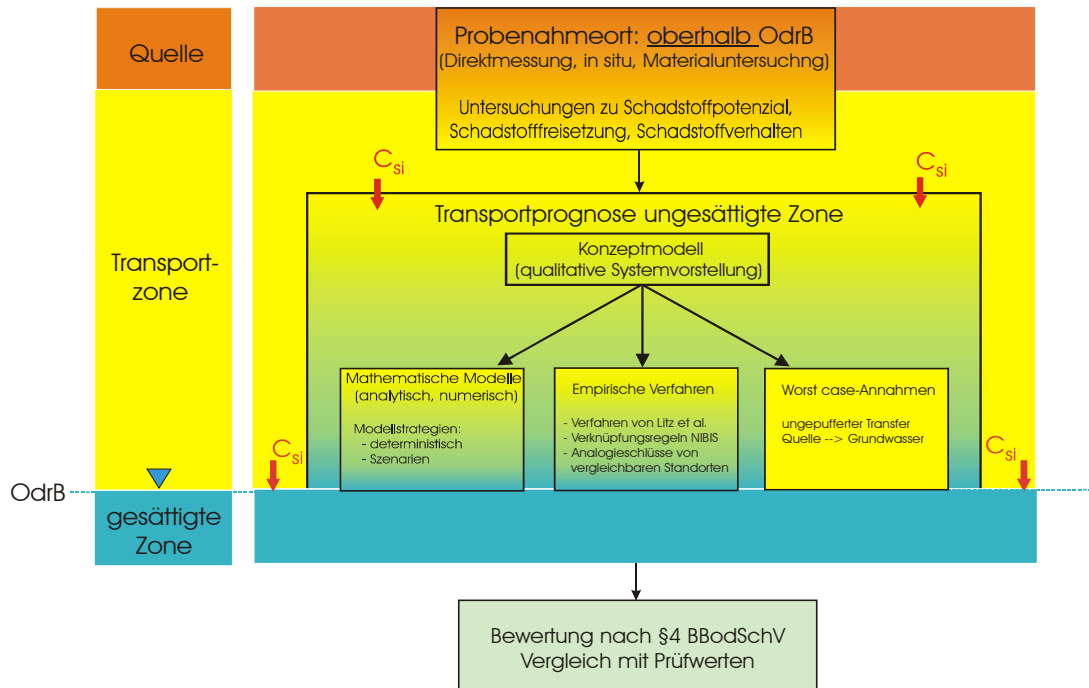 Quelle
Probenahmeort: oberhalb OdrB
(Direktmessung, in situ, Materialuntersuchng)
Untersuchungen zu Schadstoffpotenzial,
Schadstofffreisetzung, Schadstoffverhalten
Csi
Csi
Transportprognose ungesättigte Zone
Konzeptmodell
(qualitative Systemvorstellung)
Transport-
zone
Mathematische Modelle
(analytisch, numerisch)
Modellstrategien:
- deterministisch
- Szenarien
Empirische Verfahren
- Verfahren von Litz et al.
- Verknüpfungsregeln NIBIS
- Analogieschlüsse von
vergleichbaren Standorten
Worst case-Annahmen
ungepufferter Transfer
Quelle --> Grundwasser
Csi
Csi
OdrB
gesättigte
Zone
Bewertung nach §4 BBodSchV
Vergleich mit Prüfwerten